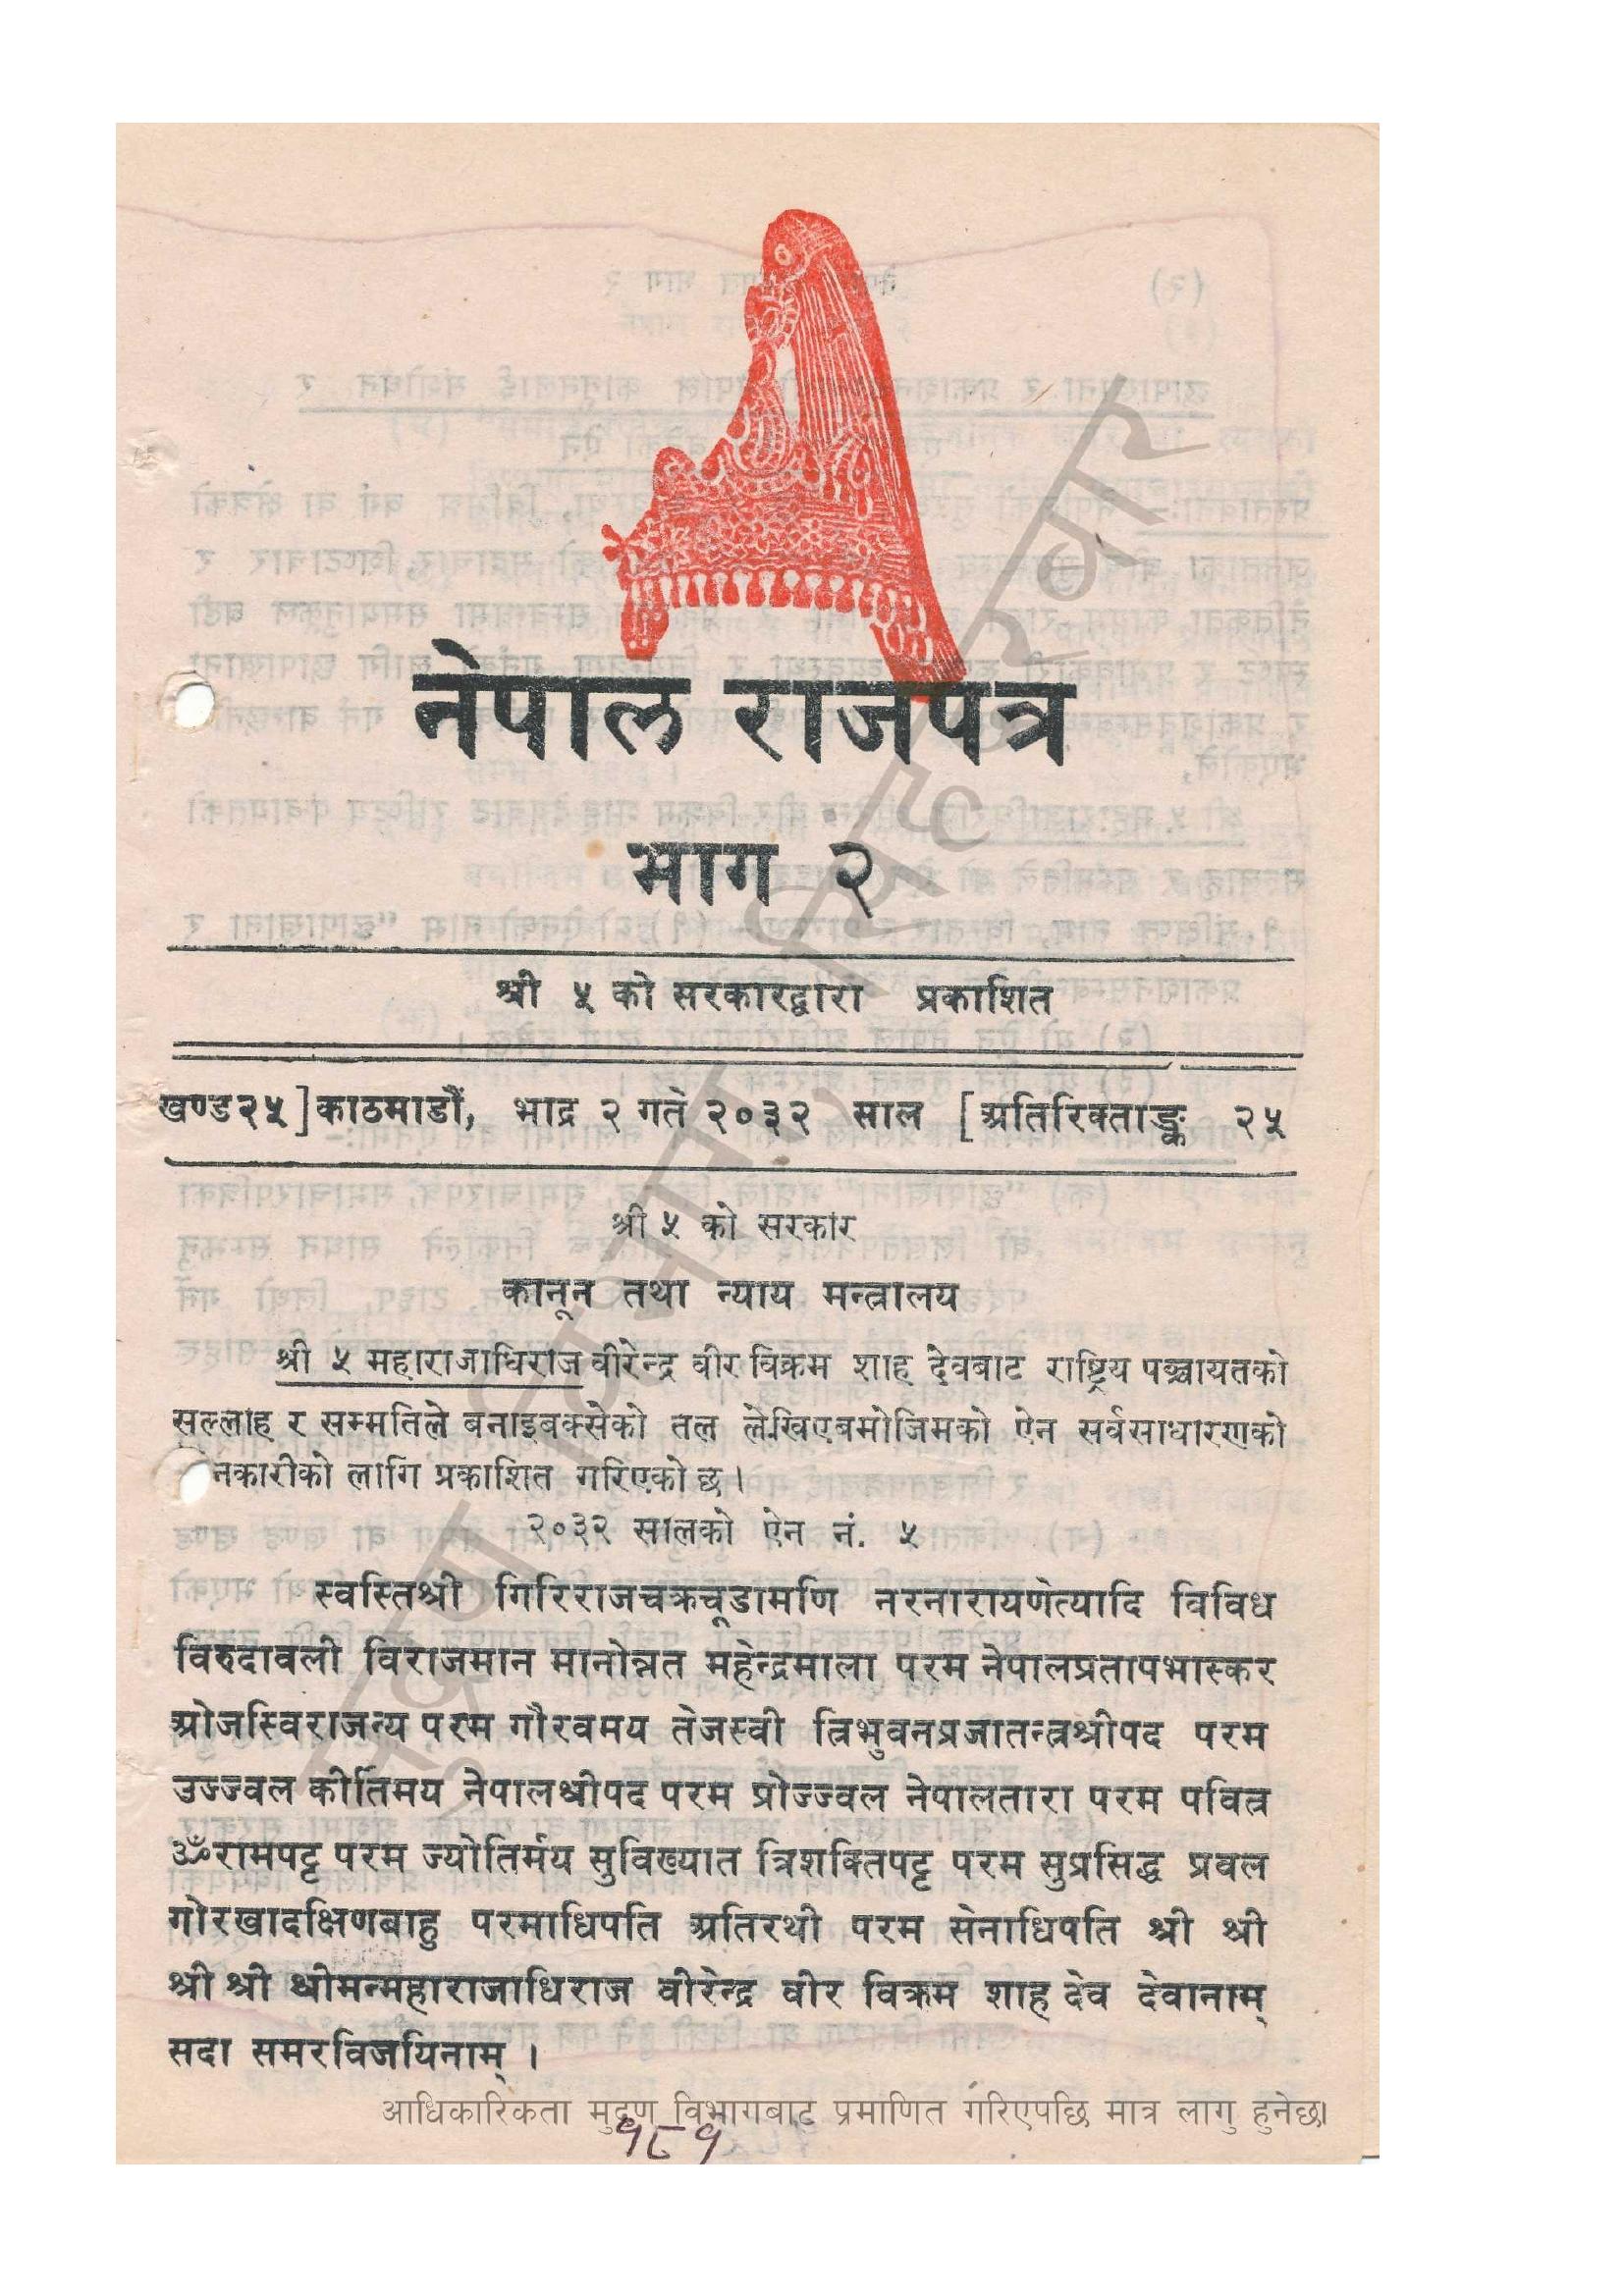 नेपाल राजपत्र
भाग २
श्री ५ को सरकारद्वारा प्रकाशित
खण्ड२५] काठमाडौं, भाद्र २ गते २०३२ साल [अतिरिक्ताङ्क २५
श्री ५ को सरकार
कानून तथा न्याय मन्त्रालय
श्री ५ महाराजाधिराज वीरेन्द्र वीर विक्रम शाह देवबाट राष्ट्रिय पञ्चायतको
सल्लाह र सम्मतिले बनाइबक्सेको तल लेखिएबमोजिमको ऐन सर्वसाधारणको
नकारीको लागि प्रकाशित गरिएको छ।
२०३२ सालको ऐन नं. ५
स्वस्तिश्री गिरिराजचक्रचूडामणि नरनारायणेत्यादि विविध
विरुदावली विराजमान मानोन्नत महेन्द्रमाला परम नेपालप्रतापभास्कर
ओजस्विराजन्य परम गौरवमय तेजस्वी त्रिभुवनप्रजातन्त्रश्रीपद परम
उज्ज्वल कीर्तिमय नेपालश्रीपद परम प्रोज्ज्वल नेपालतारा परम पवित्र
ॐरामपट्ट परम ज्योतिर्मय सुविख्यात त्रिशक्तिपट्ट परम सुप्रसिद्ध प्रवल
गोरखादक्षिणबाहु परमाधिपति अतिरथी परम सेनाधिपति श्री श्री
श्री श्री श्रीमन्महाराजाधिराज वीरेन्द्र वीर विक्रम शाह देव देवानाम्
सदा समरविजयिनाम् ।
आधिकारिकता मुद्रण विभागबाट प्रमाणित गरिएपछि मात्र लागु हुनेछ।
१८१
मुद्रण विभाग, सिंहदरबार